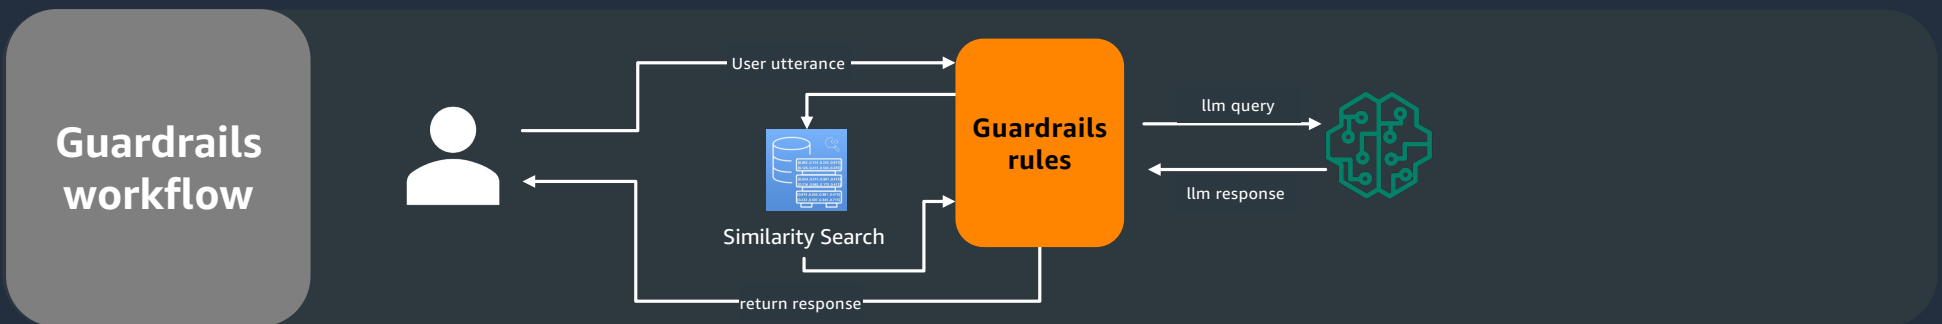 Guardrails
workflow
User utterance
Similarity Search
return response
Guardrails
rules
llm query
llm response